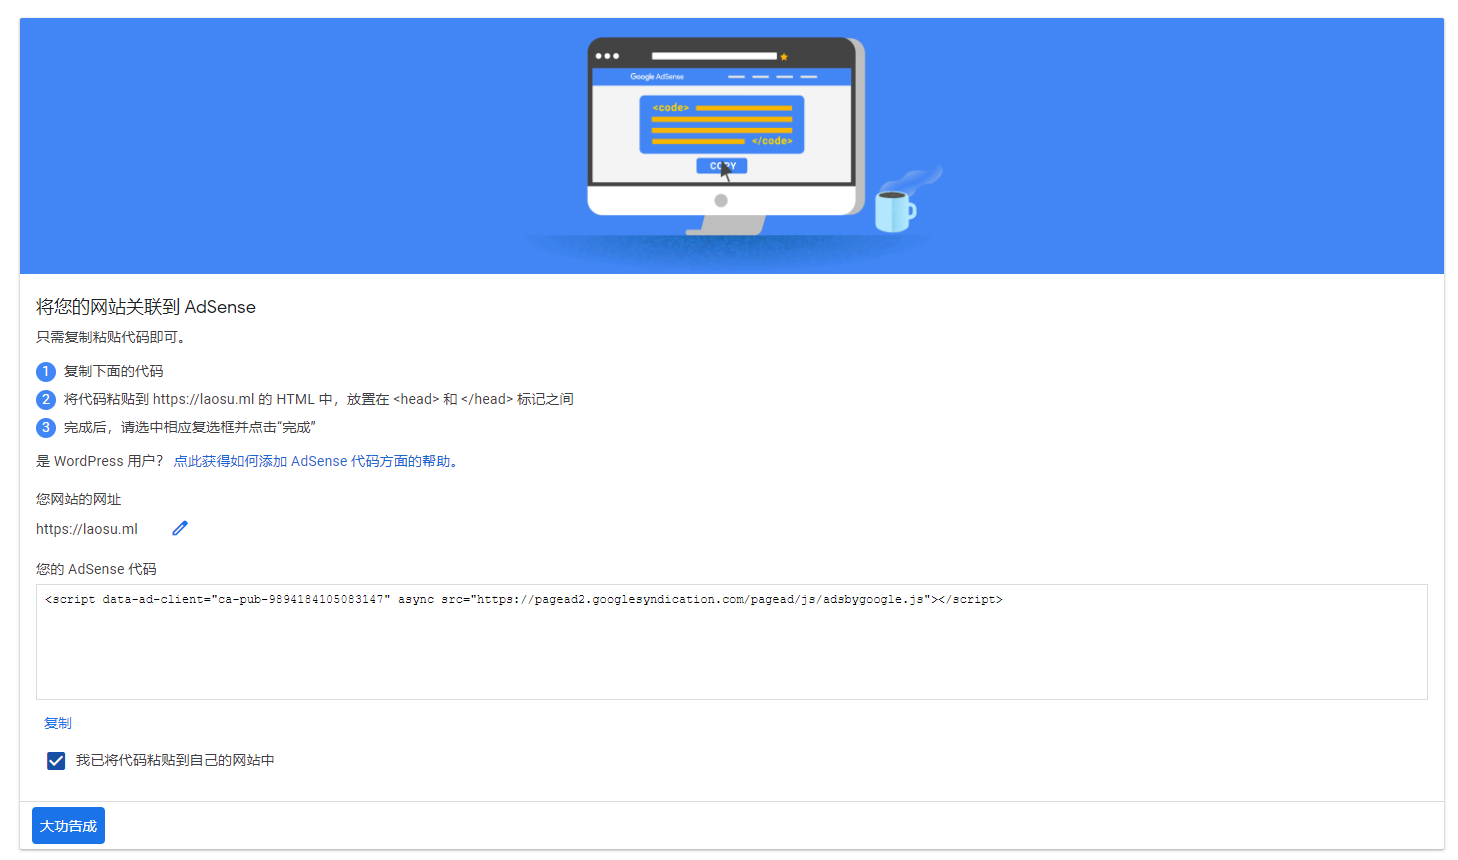 Google AdSense
<code>
</code>
COPY
将您的网站关联到 AdSense
只需复制粘贴代码即可。
1 复制下面的代码
2 将代码粘贴到 https://laosu.ml 的 HTML 中，放置在 <head> 和 </head> 标记之间
3 完成后，请选中相应复选框并点击“完成”
是 WordPress 用户？ 点此获得如何添加 AdSense 代码方面的帮助。
您网站的网址
https://laosu.ml
您的 AdSense 代码
<script data-ad-client="ca-pub-9894184105083147" async src="https://pagead2.googlesyndication.com/pagead/js/adsbygoogle.js"></script>
复制
我已将代码粘贴到自己的网站中
大功告成